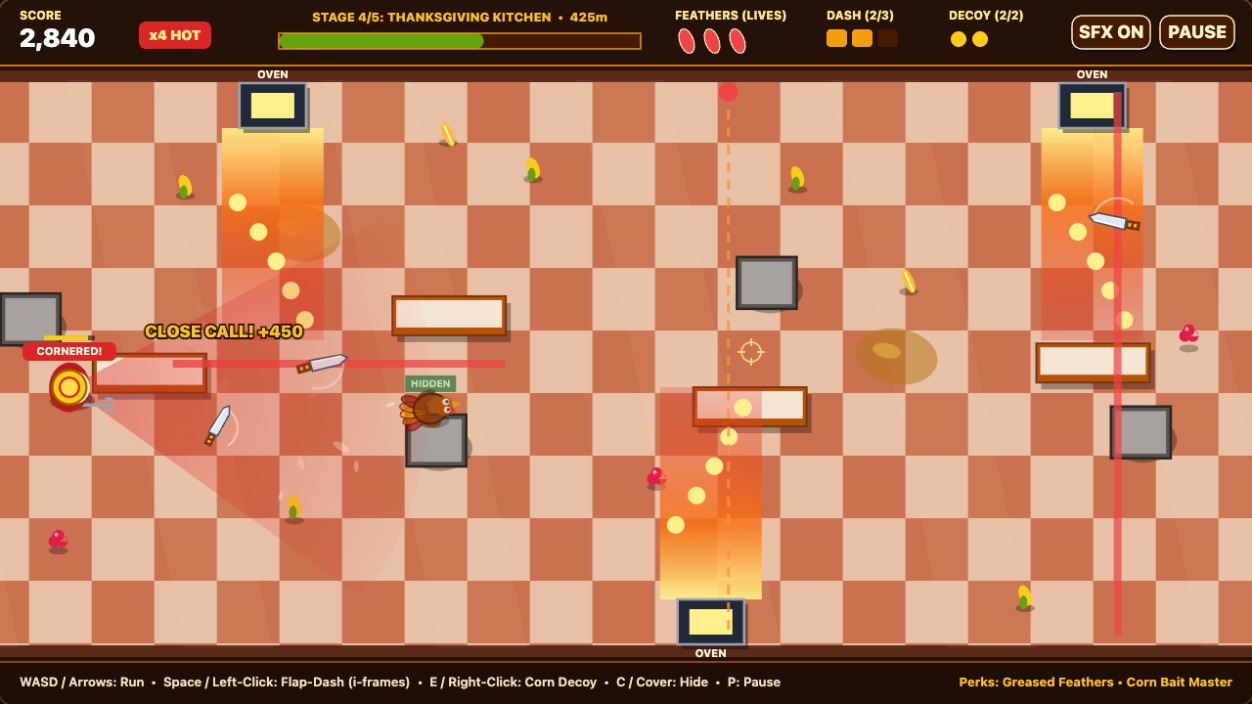 SCORE
2,840
x4 HOT
STAGE 4/5: THANKSGIVING KITCHEN • 425m
FEATHERS (LIVES)
DASH (2/3)
DECOY (2/2)
SFX ON
PAUSE
OVEN
OVEN
CLOSE CALL! +450
CORNERED!
HIDDEN
OVEN
WASD / Arrows: Run • Space / Left-Click: Flap-Dash (i-frames) • E / Right-Click: Corn Decoy • C / Cover: Hide • P: Pause
Perks: Greased Feathers • Corn Bait Master